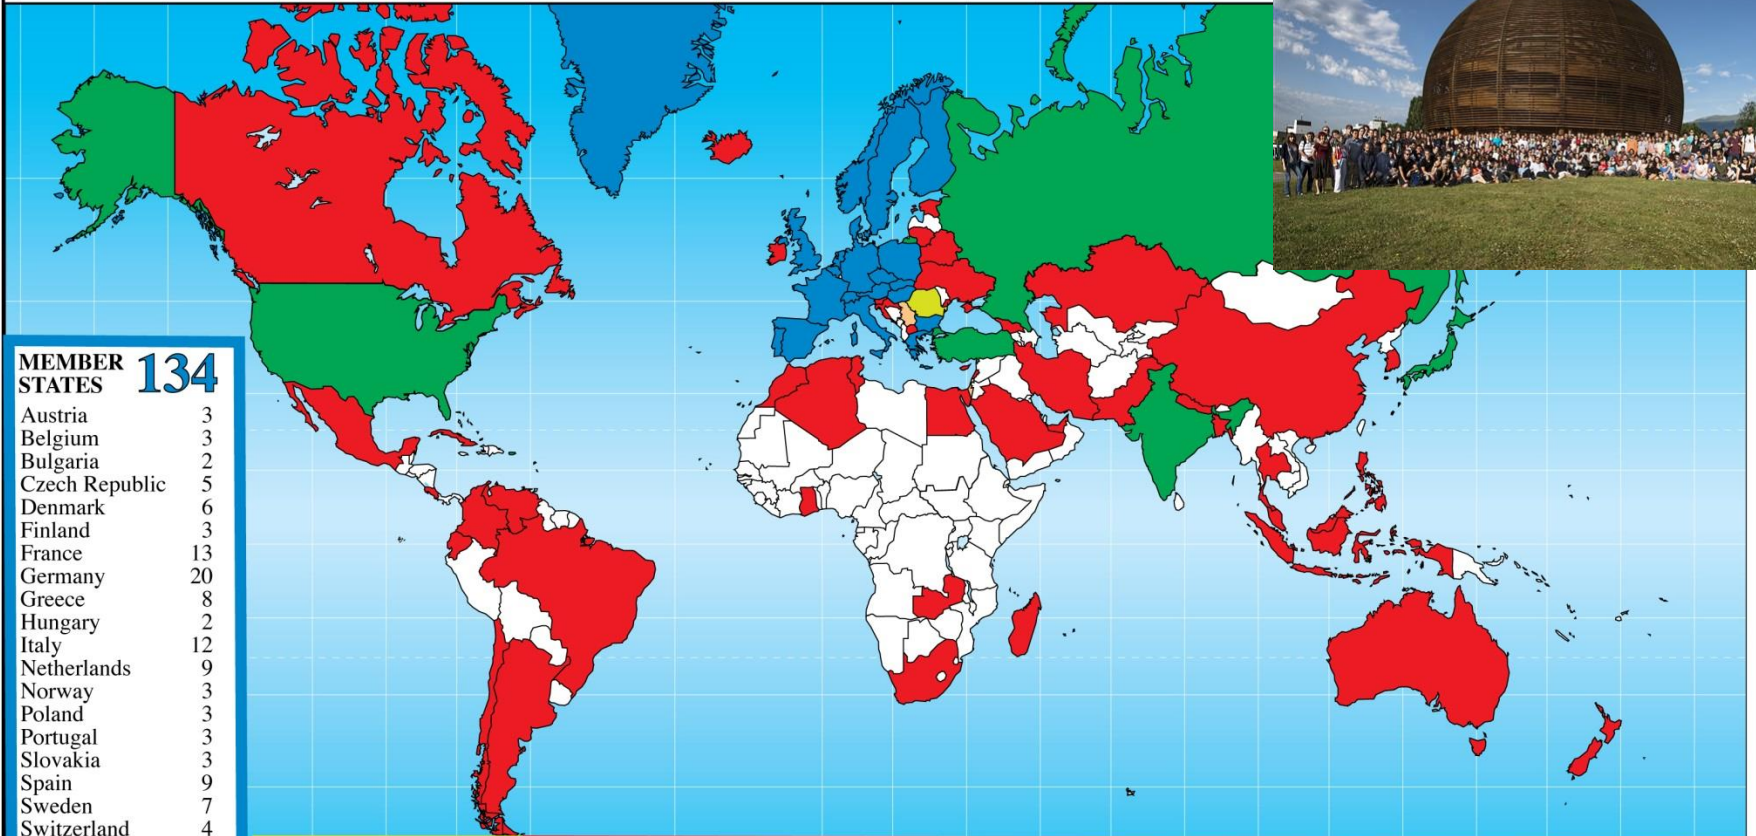 MEMBER
STATES 134
Austria 3
Belgium 3
Bulgaria 2
Czech Republic 5
Denmark 6
Finland 3
France 13
Germany 20
Greece 8
Hungary 2
Italy 12
Netherlands 9
Norway 3
Poland 3
Portugal 3
Slovakia 3
Spain 9
Sweden 7
Switzerland 4